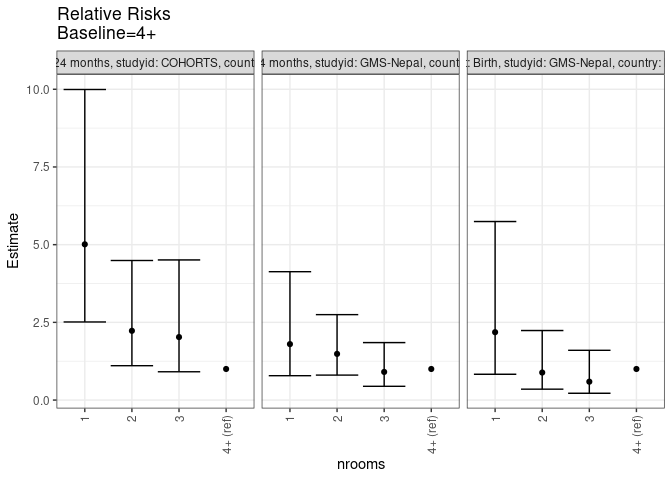 Relative Risks
Baseline=4+
24 months, studyid: COHORTS, count
4 months, studyid: GMS-Nepal, count
: Birth, studyid: GMS-Nepal, country:
10.0
7.5
5.0
2.5
0.0
Estimate
1
2
3
4+ (ref)
1
2
3
4+ (ref)
1
2
3
4+ (ref)
nrooms